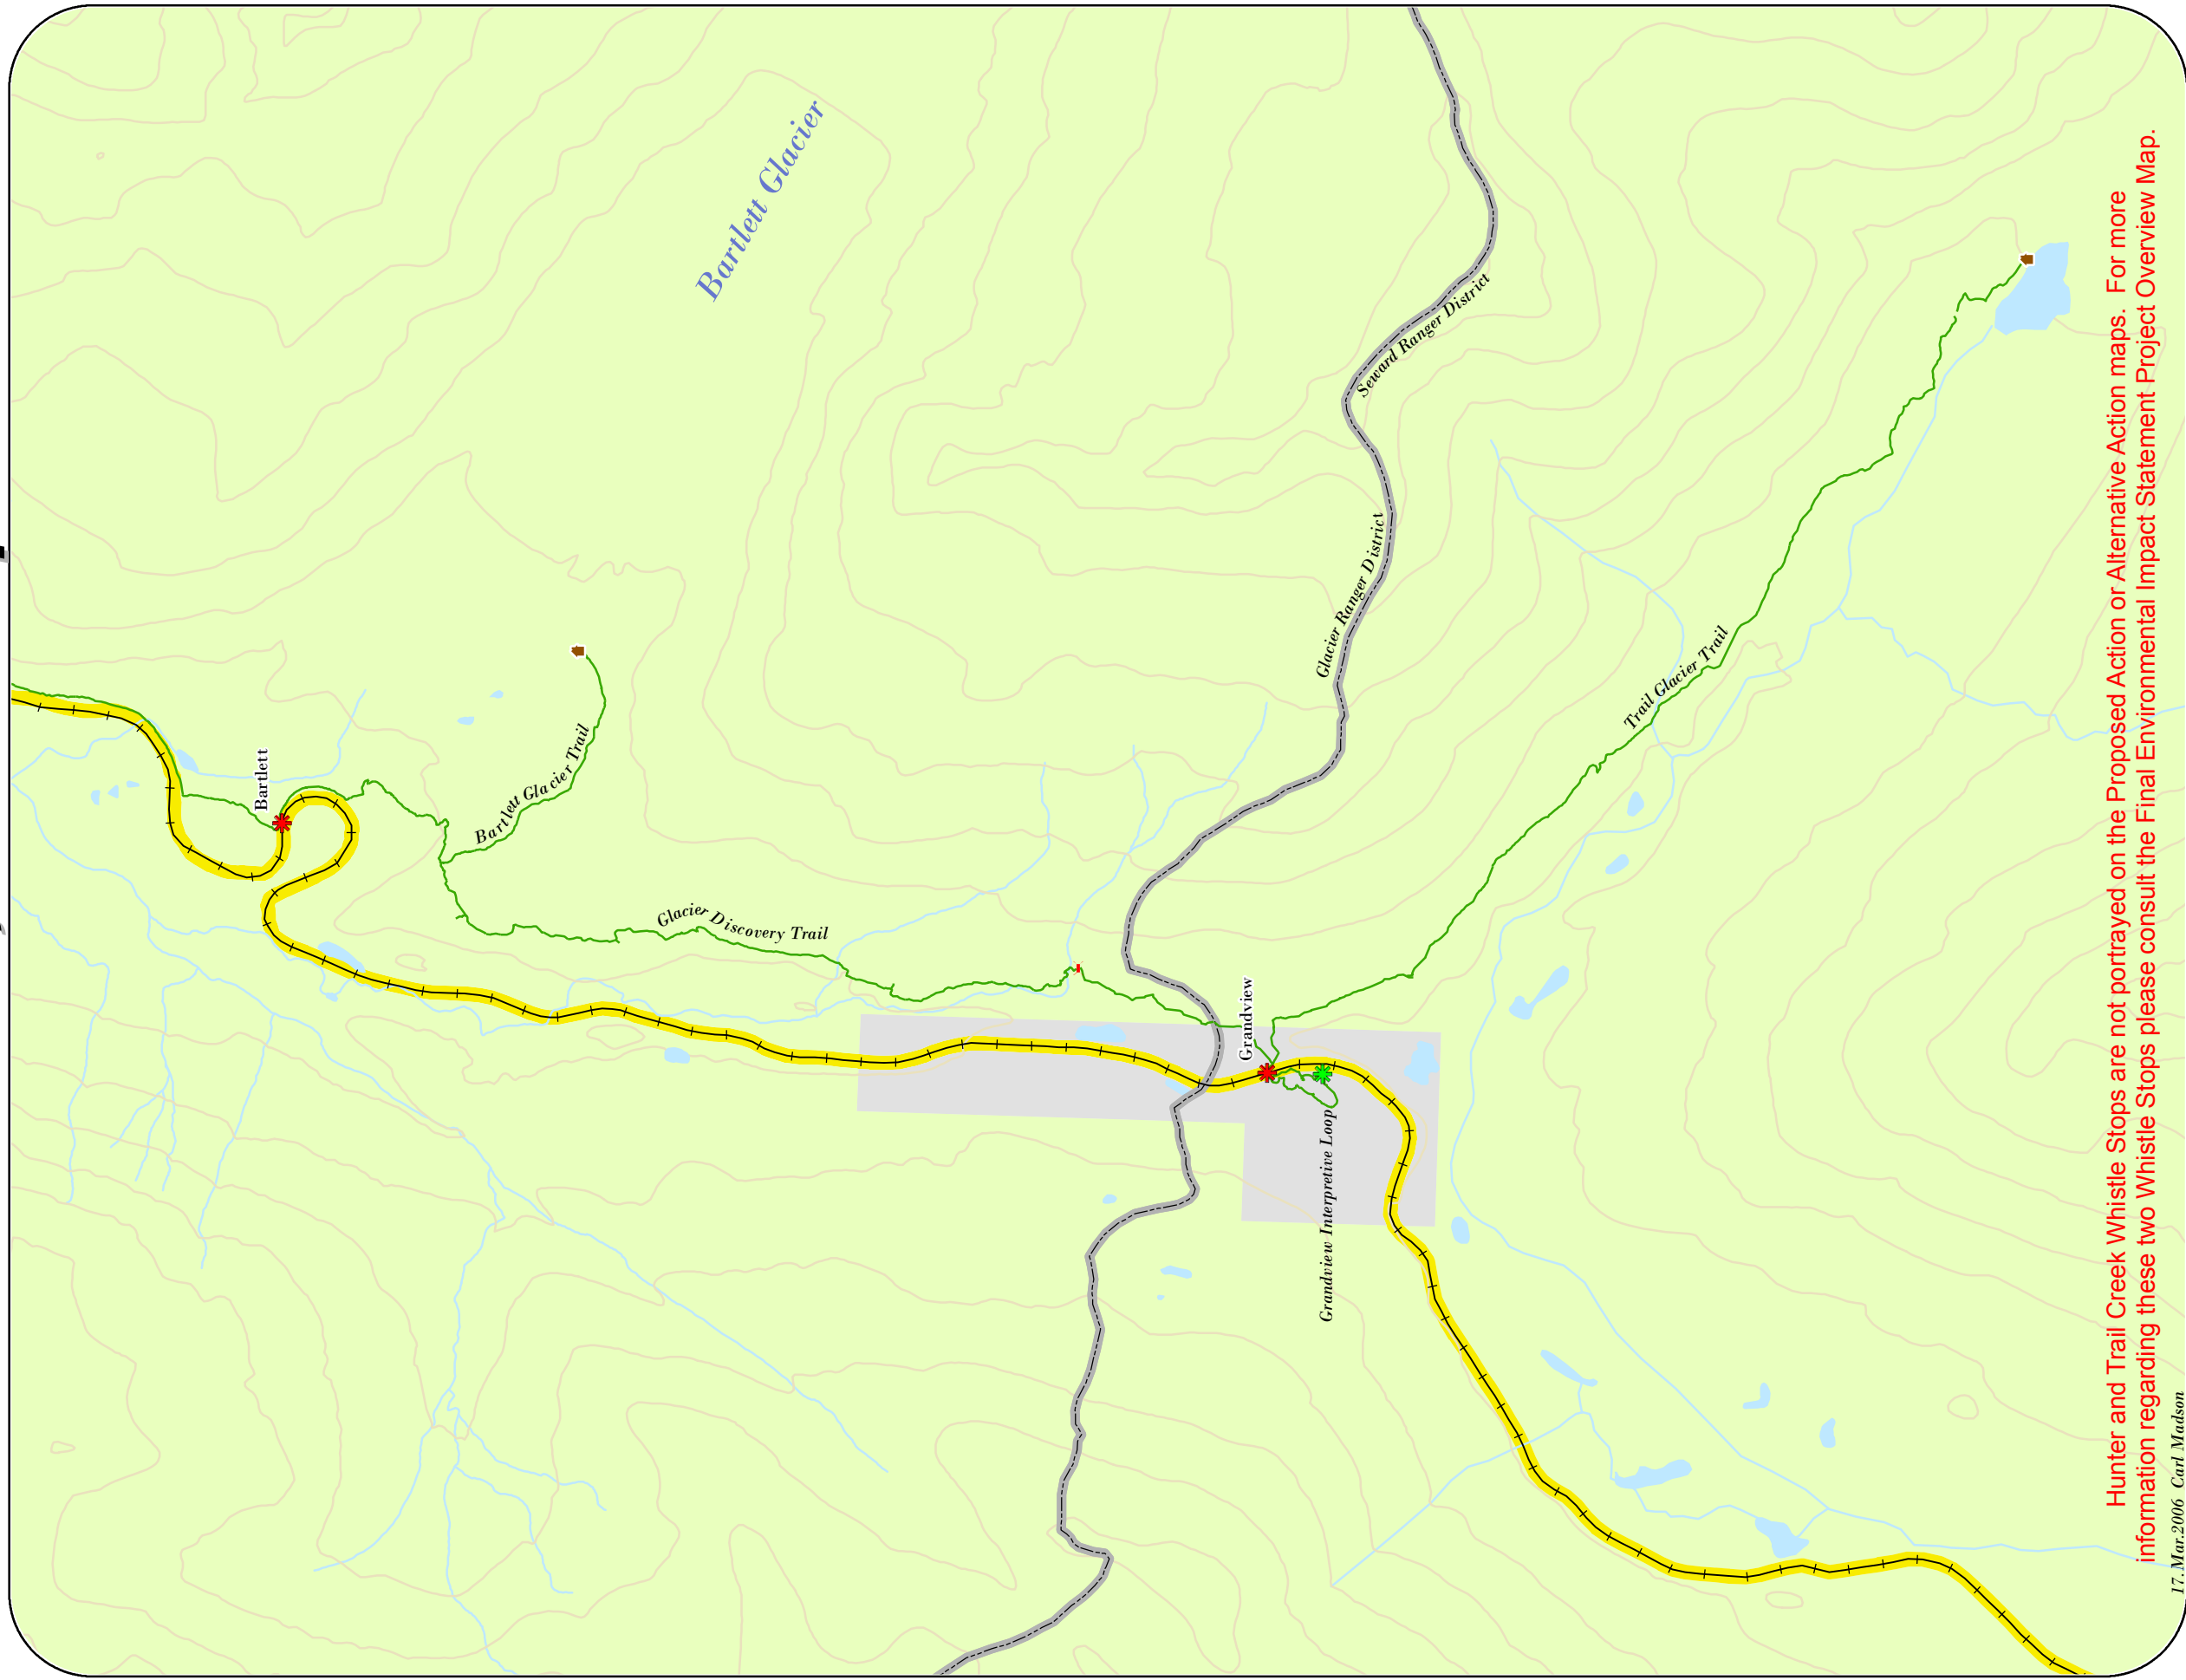 Bartlett Glacier
Bartlett
Bartlett Glacier Trail
Glacier Discovery Trail
Seward Ranger District
Glacier Ranger District
Trail Glacier Trail
Grandview
Grandview Interpretive Loop
Hunter and Trail Creek Whistle Stops are not portrayed on the Proposed Action or Alternative Action maps. For more
information regarding these two Whistle Stops please consult the Final Environmental Impact Statement Project Overview Map.
17.Mar.2006 Carl Madson